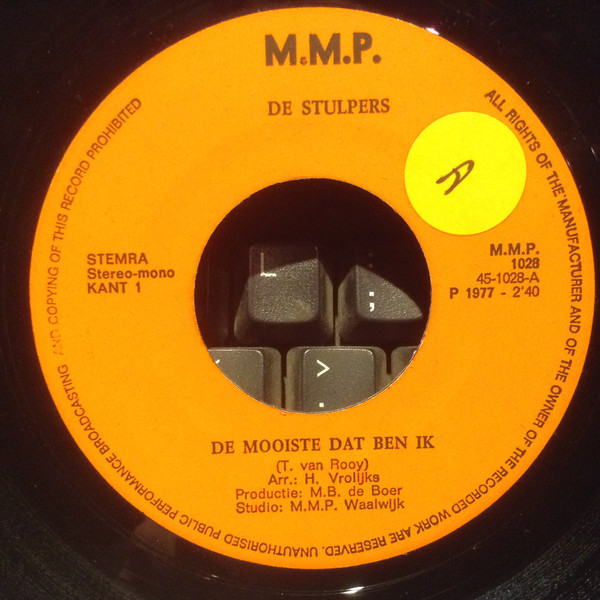 M.M.P.
DE STULPERS
A
STEMRA
Stereo-mono
KANT 1
M.M.P.
1028
45-1028-A
P 1977 - 2'40
DE MOOISTE DAT BEN IK
(T. van Rooy)
Arr.: H. Vrolijks
Productie: M.B. de Boer
Studio: M.M.P. Waalwijk
ALL RIGHTS OF THE MANUFACTURER AND OF THE OWNER OF THE RECORDED WORK ARE RESERVED. UNAUTHORISED PUBLIC PERFORMANCE BROADCASTING AND COPYING OF THIS RECORD PROHIBITED
;
>
.